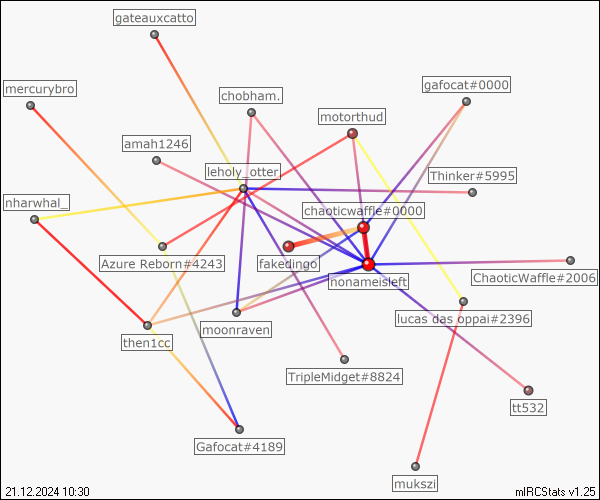 gateauxcatto
mercurybro
chobham.
gafocat#0000
motorthud
amah1246
leholy_otter
Thinker#5995
nharwhal_
chaoticwaffle#0000
Azure Reborn#4243
fakedingo
nonameisleft
ChaoticWaffle#2006
then1cc
moonraven
lucas das oppai#2396
TripleMidget#8824
tt532
Gafocat#4189
mukszi
21.12.2024 10:30
mIRCStats v1.25